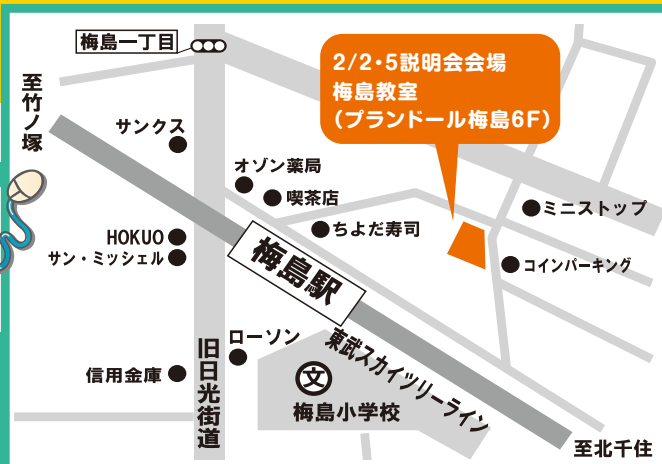 梅島一丁目
2/2・5説明会会場
梅島教室
(プランドール梅島6F)
至竹ノ塚
サンクス
オゾン薬局
喫茶店
ミニストップ
ちよだ寿司
HOKUO
サン・ミッシェル
梅島駅
コインパーキング
ローソン
東武スカイツリーライン
旧日光街道
信用金庫
文
梅島小学校
至北千住